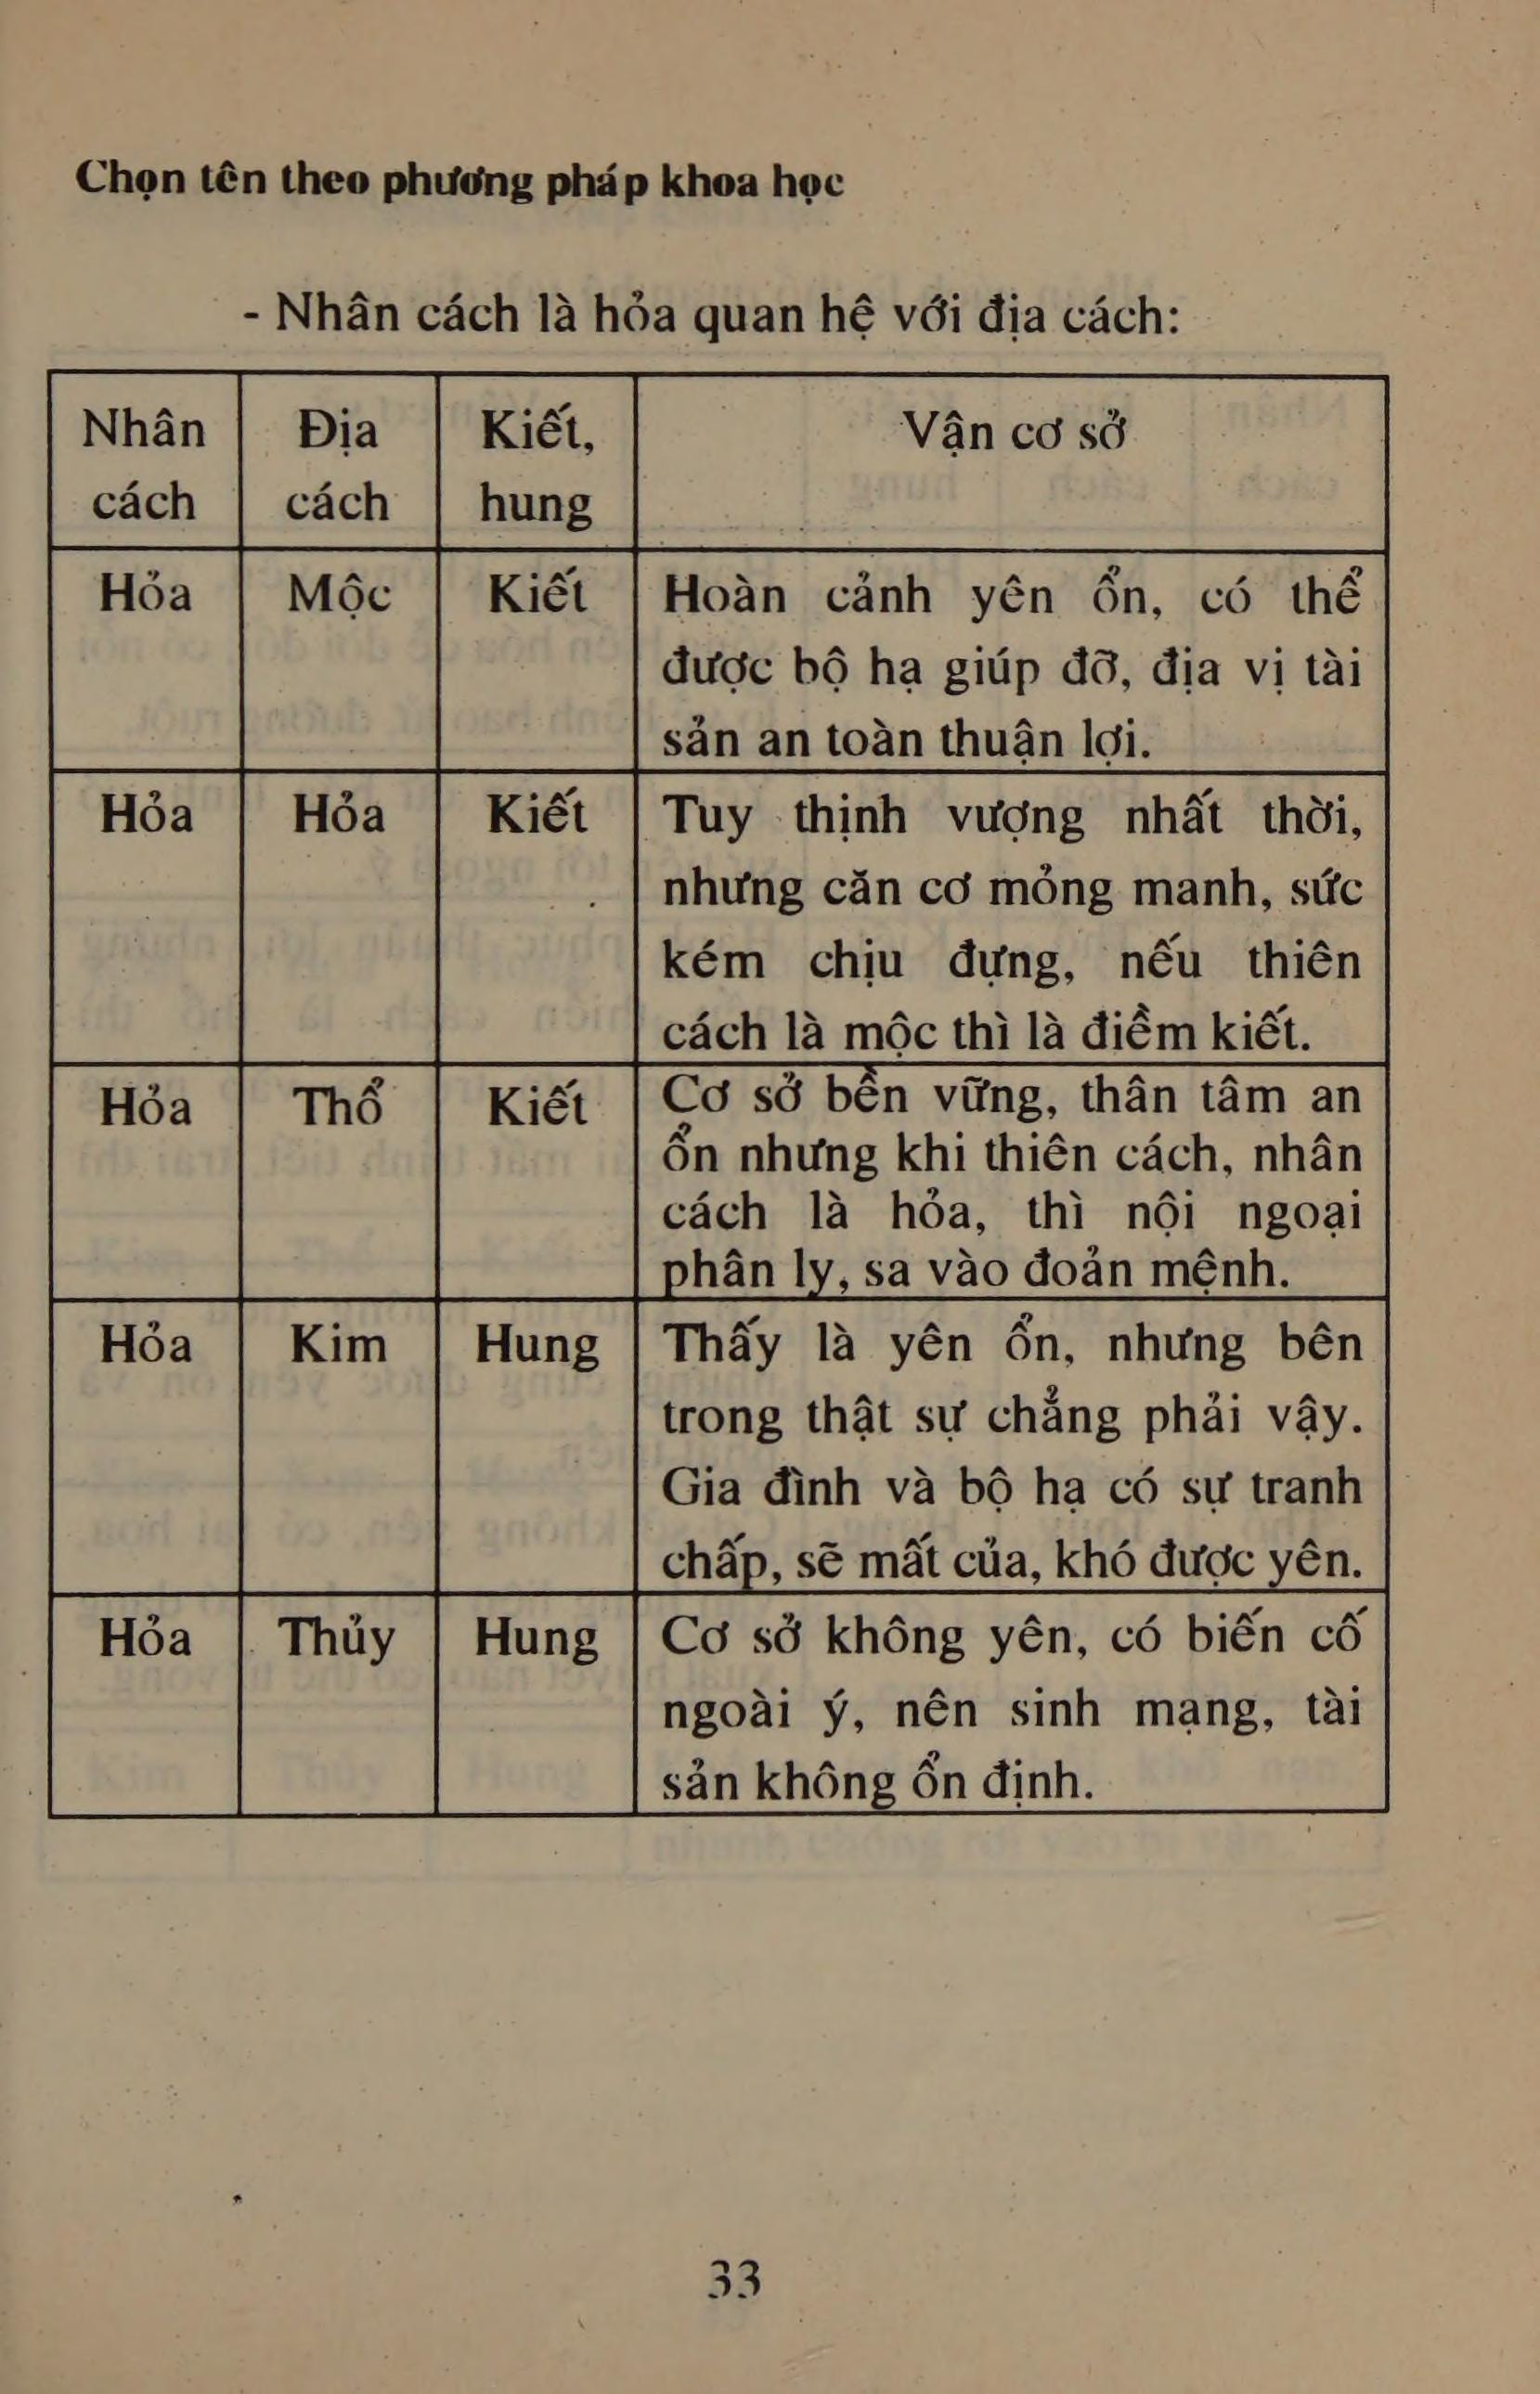 Chọn tên theo phương pháp khoa học
- Nhân cách là hỏa quan hệ với địa cách:
Nhân cách
Địa cách
Kiết, hung
Vận cơ sở
Hỏa
Mộc
Kiết
Hoàn cảnh yên ổn, có thể
được bộ hạ giúp đỡ, địa vị tài
sản an toàn thuận lợi.
Hỏa
Hỏa
Kiết
Tuy thịnh vượng nhất thời,
nhưng căn cơ mỏng manh, sức
kém chịu đựng, nếu thiên
cách là mộc thì là điềm kiết.
Hỏa
Thổ
Kiết
Cơ sở bền vững, thân tâm an
ổn nhưng khi thiên cách, nhân
cách là hỏa, thì nội ngoại
phân ly, sa vào đoản mệnh.
Hỏa
Kim
Hung
Thấy là yên ổn, nhưng bên
trong thật sự chẳng phải vậy.
Gia đình và bộ hạ có sự tranh
chấp, sẽ mất của, khó được yên.
Hỏa
Thủy
Hung
Cơ sở không yên, có biến cố
ngoài ý, nên sinh mạng, tài
sản không ổn định.
33